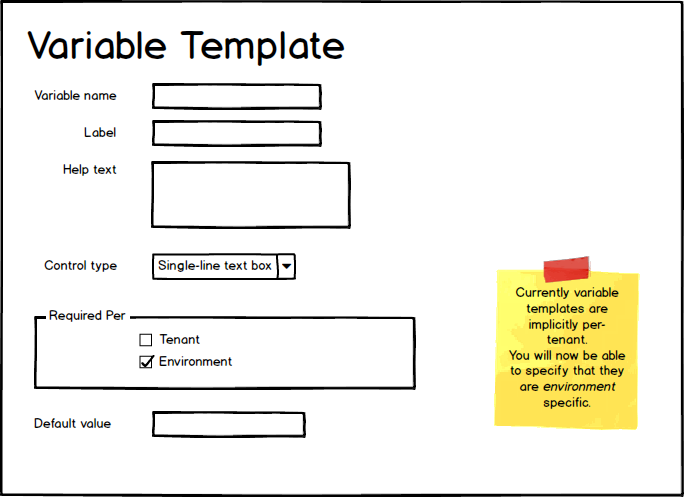 Variable Template
Variable name
Label
Help text
Control type
Single-line text box
Required Per
Tenant
Environment
Default value
Currently variable
templates are
implicitly per-
tenant.
You will now be able
to specify that they
are environment
specific.